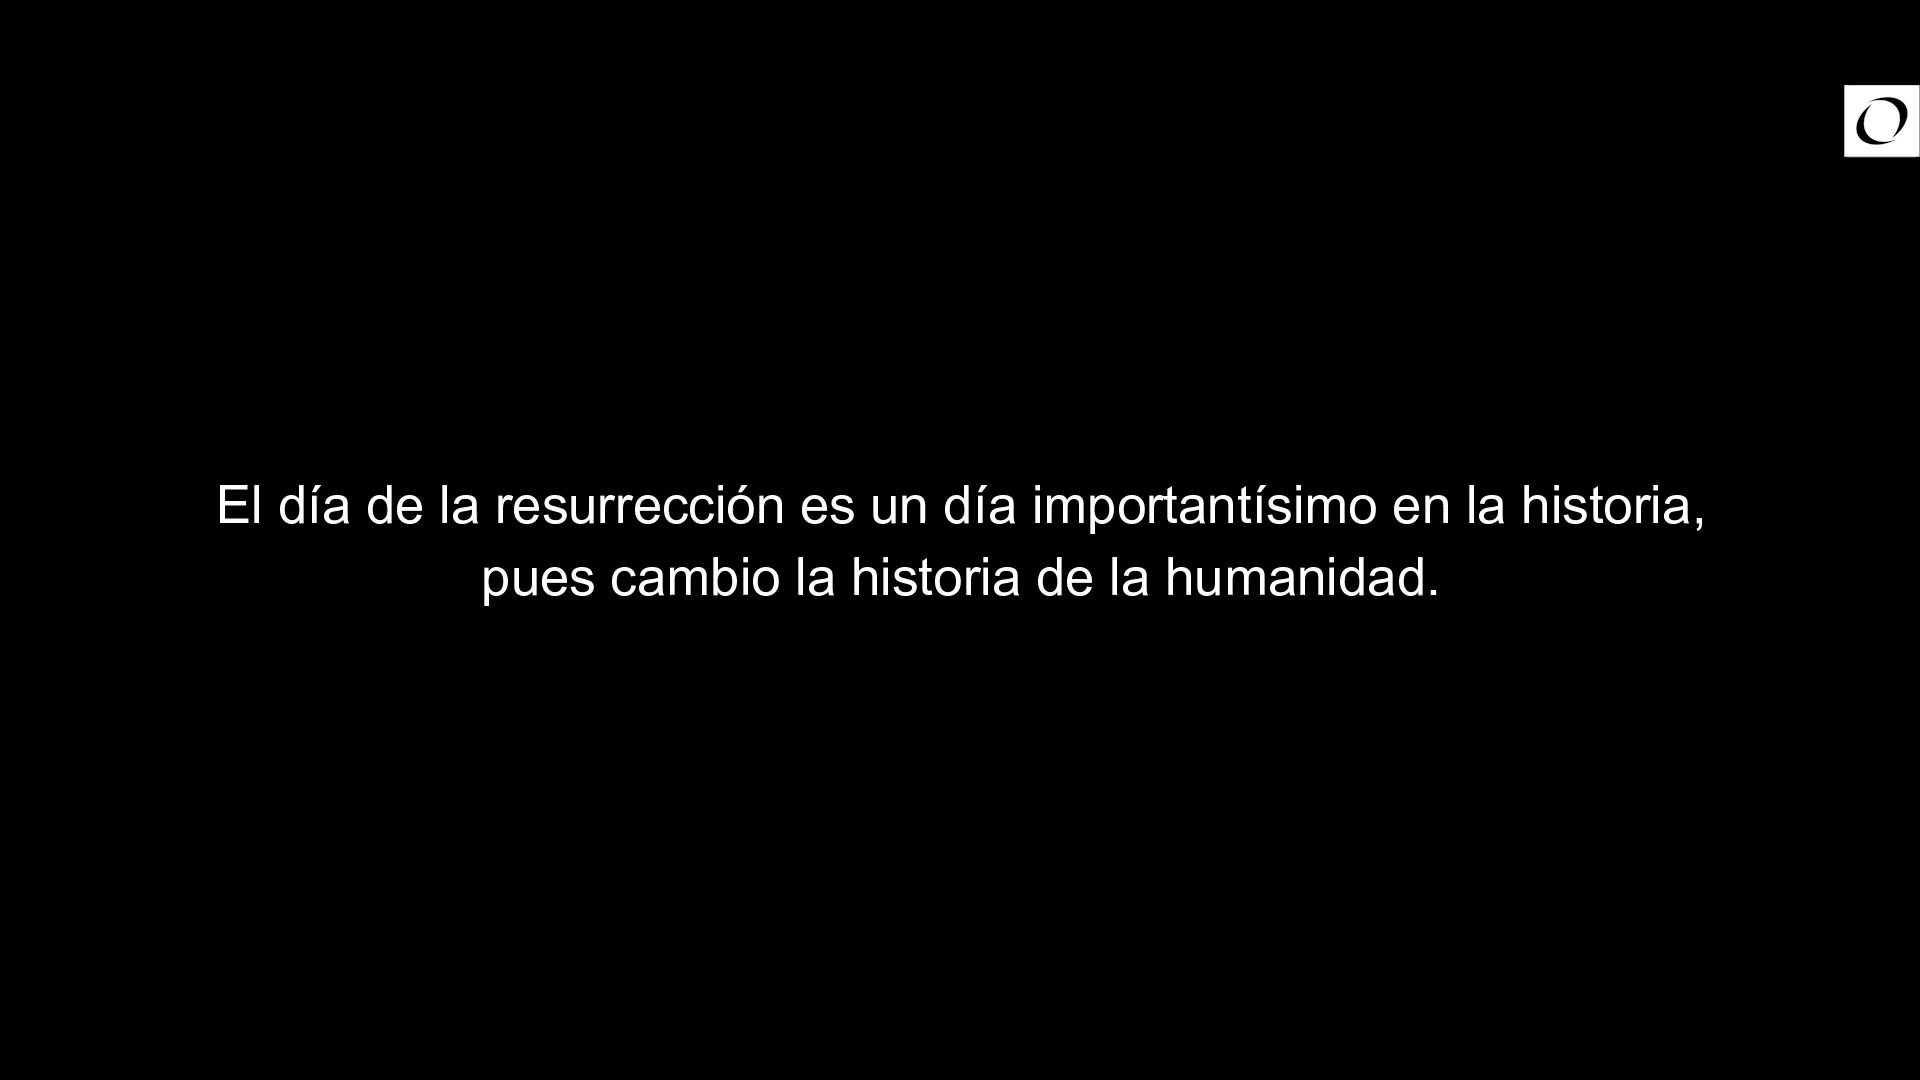 El día de la resurrección es un día importantísimo en la historia,
pues cambio la historia de la humanidad.